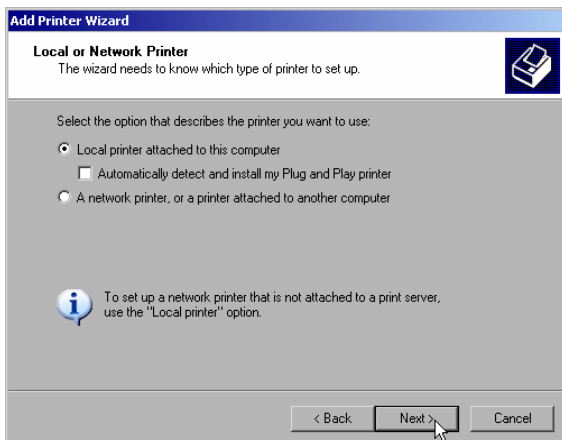 Add Printer Wizard
Local or Network Printer
The wizard needs to know which type of printer to set up.
Select the option that describes the printer you want to use:
Local printer attached to this computer
Automatically detect and install my Plug and Play printer
A network printer, or a printer attached to another computer
To set up a network printer that is not attached to a print server,
use the "Local printer" option.
< Back
Next >
Cancel